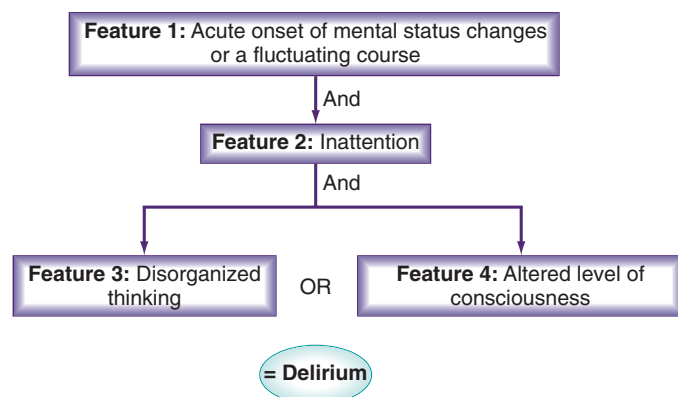 Feature 1: Acute onset of mental status changes
or a fluctuating course
And
Feature 2: Inattention
And
Feature 3: Disorganized
thinking
OR
Feature 4: Altered level of
consciousness
= Delirium